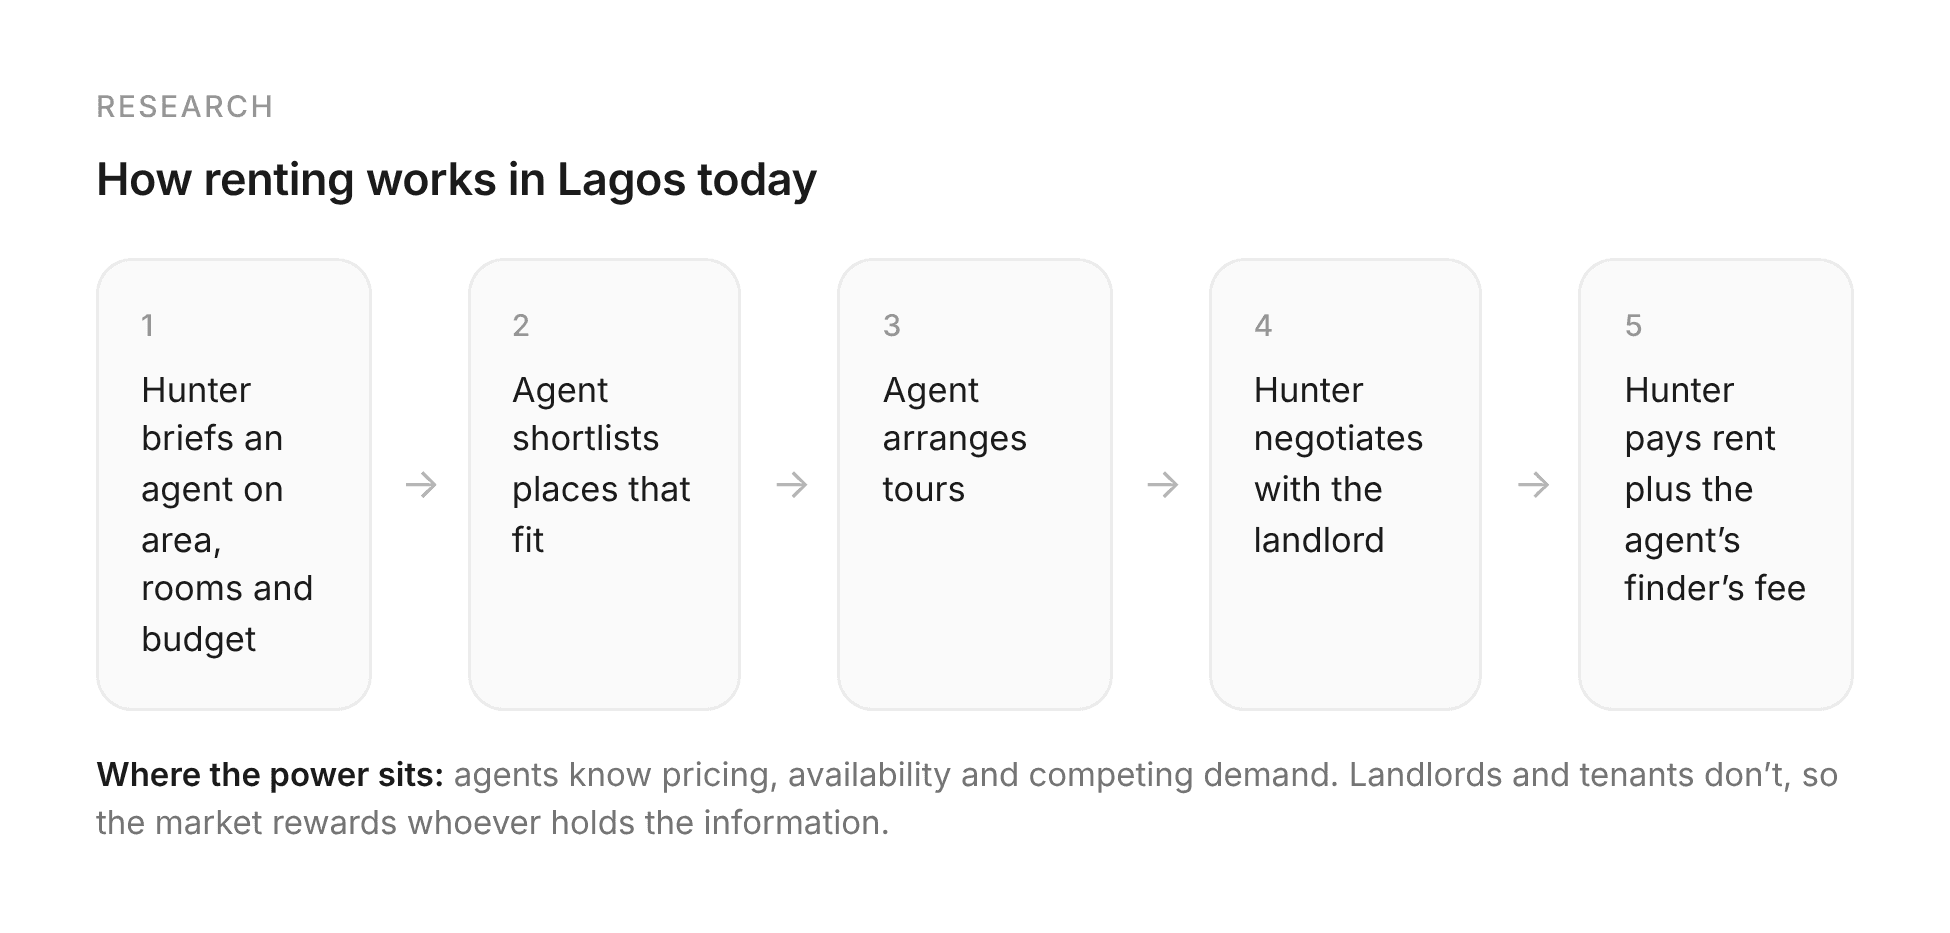 RESEARCH
How renting works in Lagos today
1
Hunter
briefs an
agent on
area,
rooms and
budget
→
2
Agent
shortlists
places that
fit
→
3
Agent
arranges
tours
→
4
Hunter
negotiates
with the
landlord
→
5
Hunter
pays rent
plus the
agent’s
finder’s fee
Where the power sits: agents know pricing, availability and competing demand. Landlords and tenants don’t, so
the market rewards whoever holds the information.